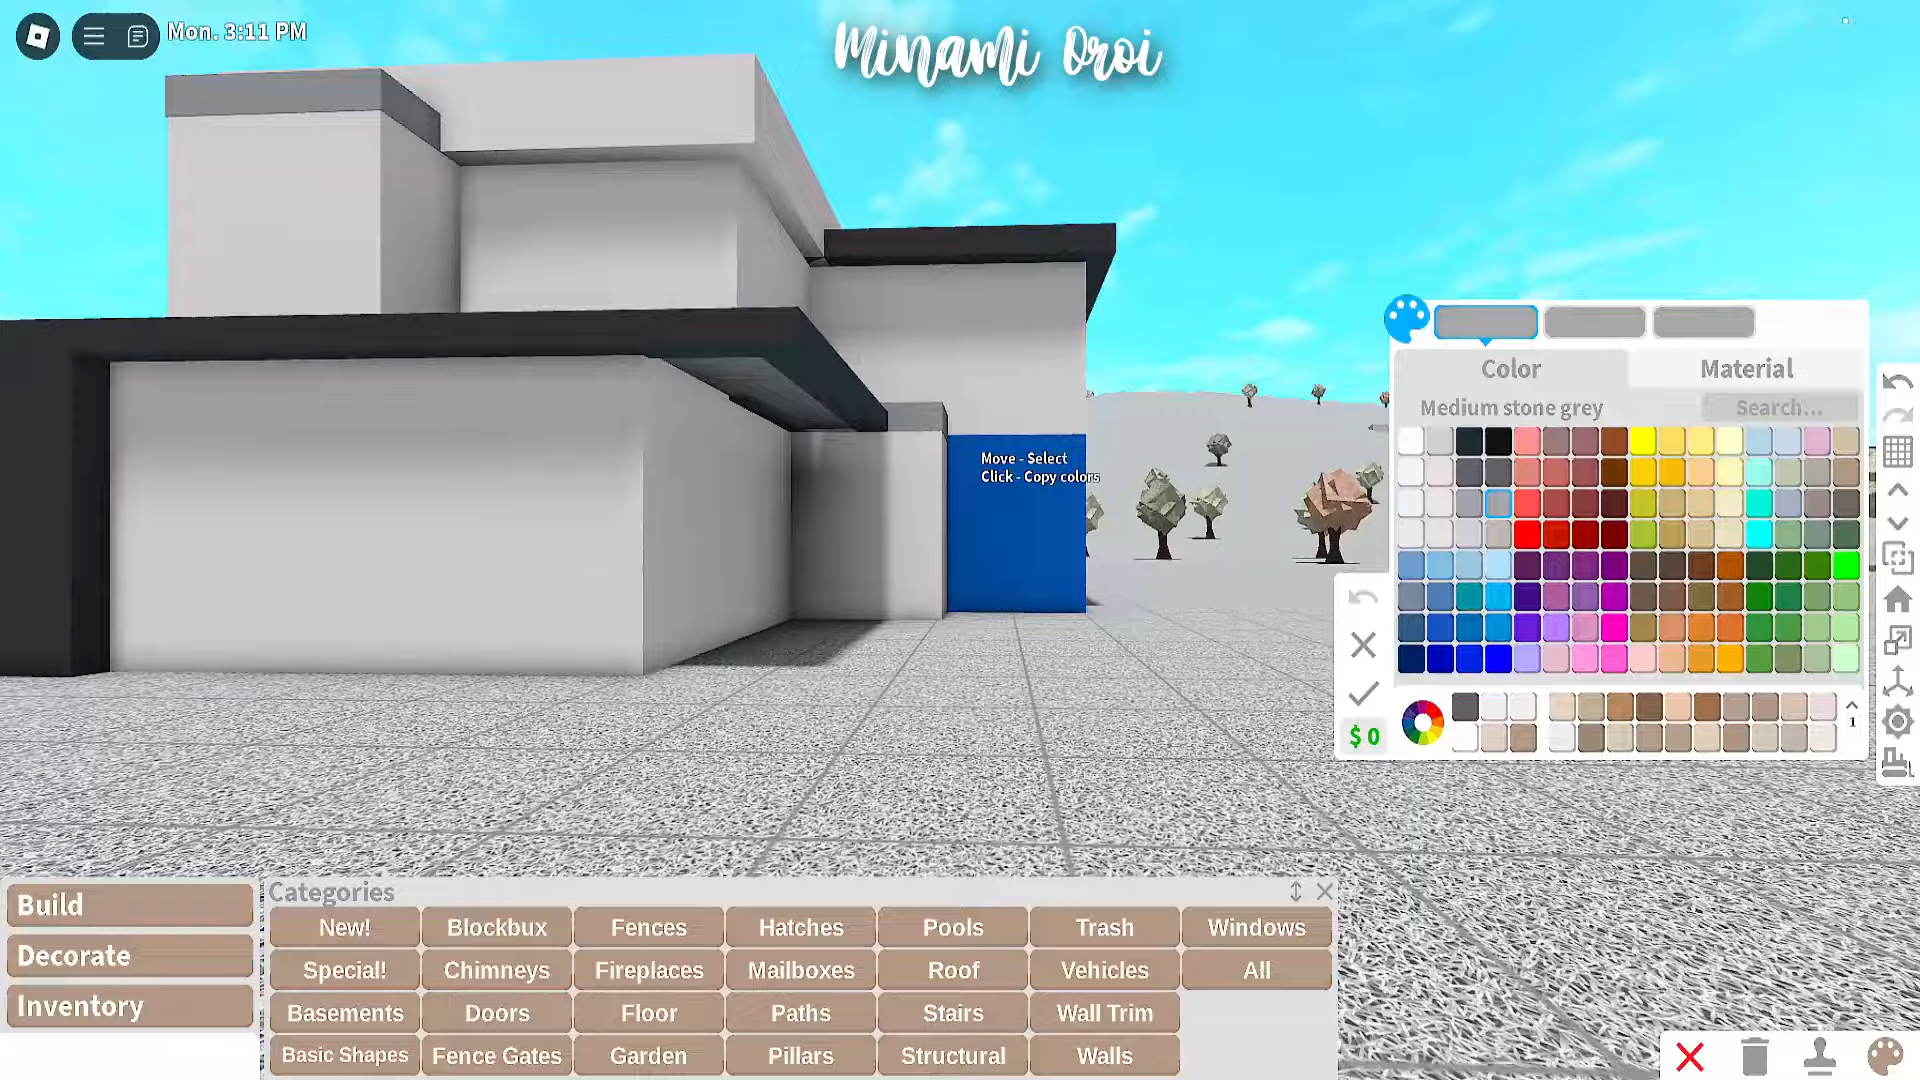 Mon. 3:11 PM
Minami Oroi
Color
Material
Medium stone grey
Search...
Move - Select
Click - Copy colors
$ 0
1
Build
Decorate
Inventory
Categories
New!
Blockbux
Fences
Hatches
Pools
Trash
Windows
Special!
Chimneys
Fireplaces
Mailboxes
Roof
Vehicles
All
Basements
Doors
Floor
Paths
Stairs
Wall Trim
Basic Shapes
Fence Gates
Garden
Pillars
Structural
Walls